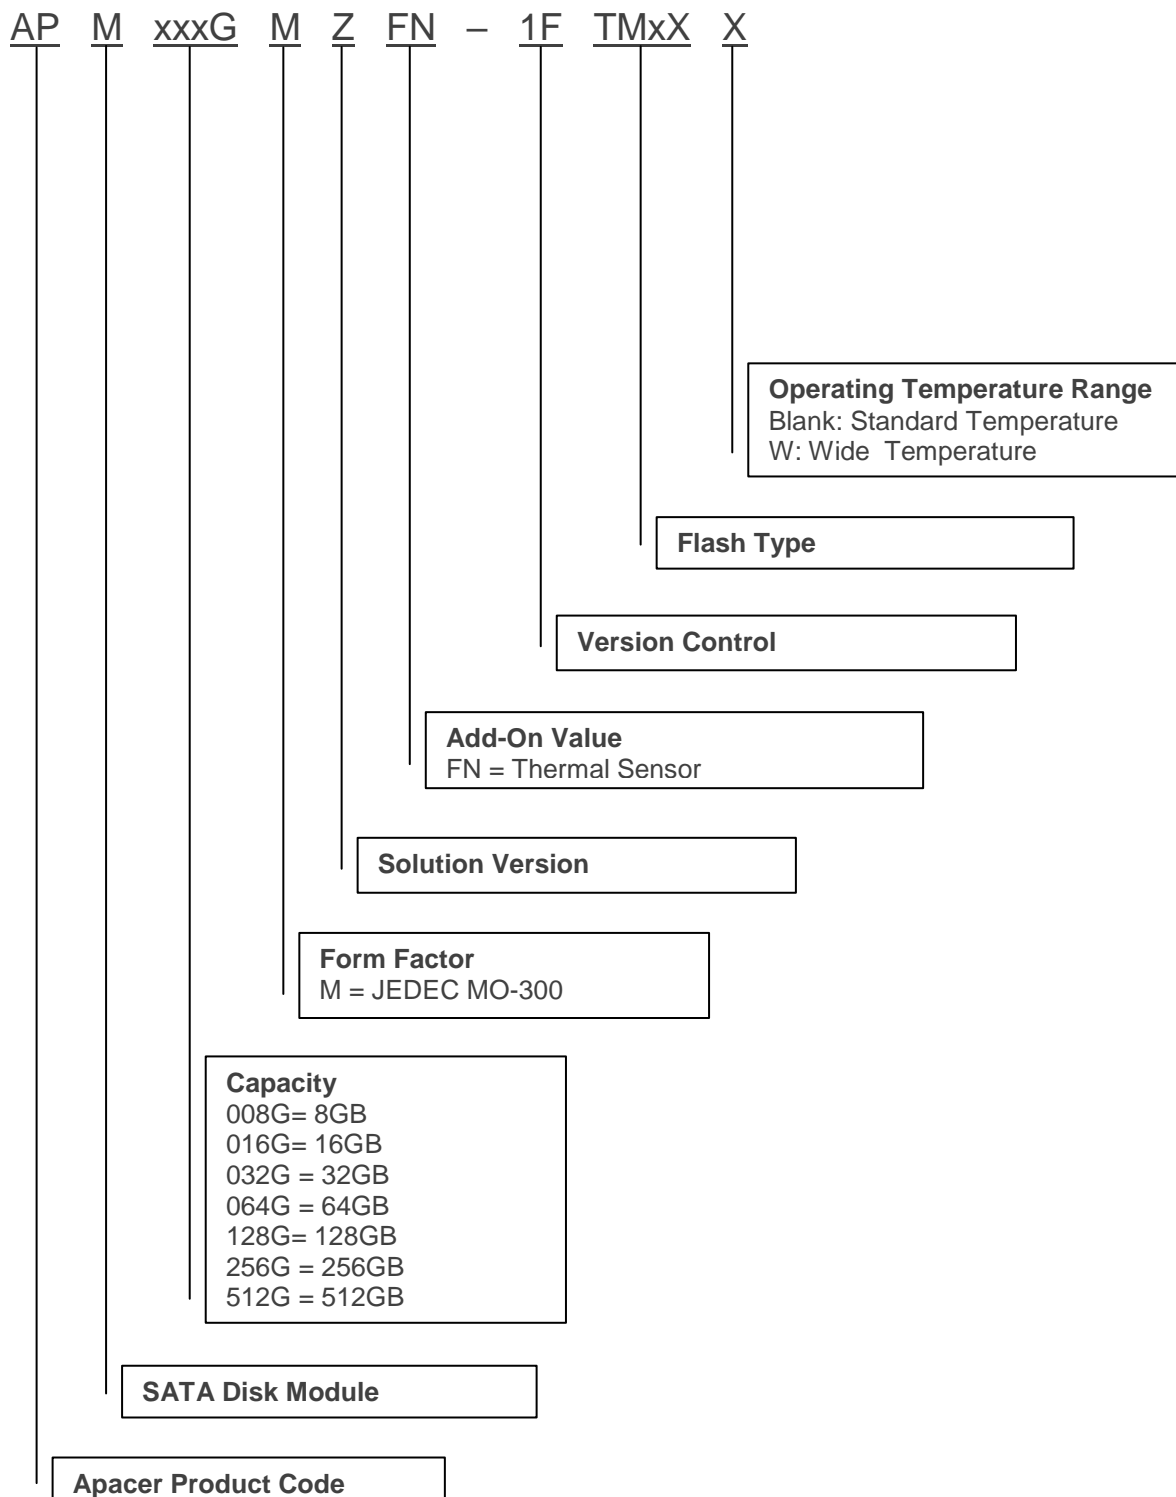 AP M xxxG M Z FN – 1F TMxX X
Operating Temperature Range
Blank: Standard Temperature
W: Wide Temperature
Flash Type
Version Control
Add-On Value
FN = Thermal Sensor
Solution Version
Form Factor
M = JEDEC MO-300
Capacity
008G= 8GB
016G= 16GB
032G = 32GB
064G = 64GB
128G= 128GB
256G = 256GB
512G = 512GB
SATA Disk Module
Apacer Product Code